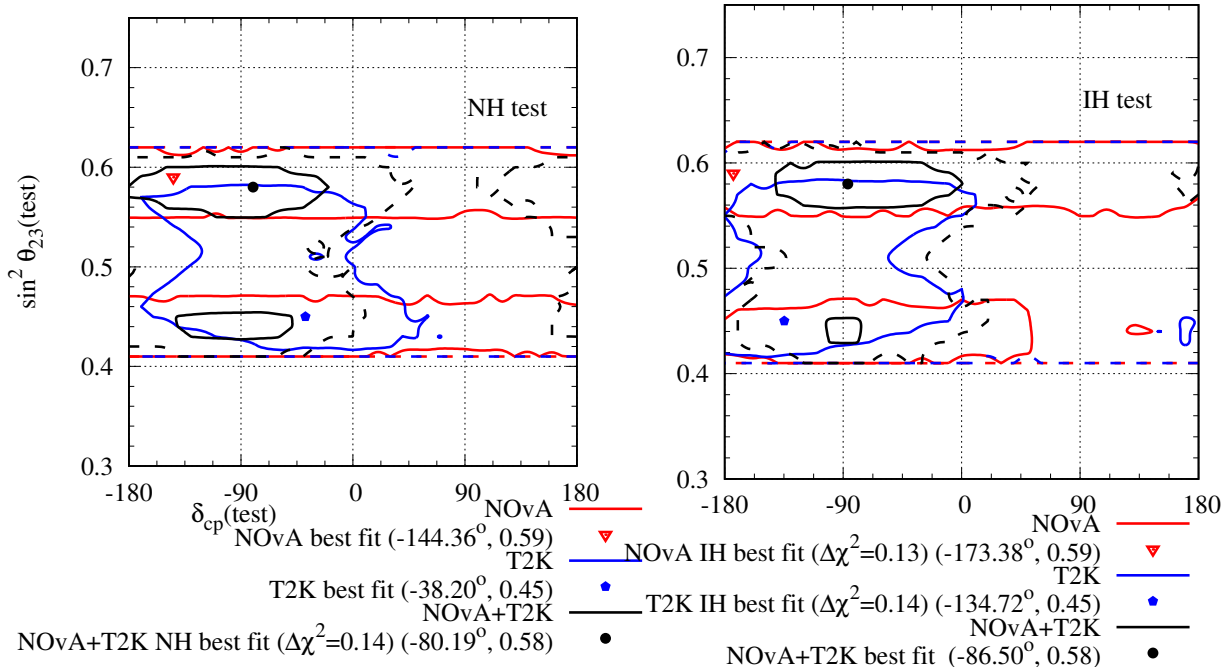 0.7
0.6
0.5
0.4
0.3
sin² θ₂₃(test)
NH test
-180
-90
0
90
180
δcp(test)
NOvA
NOvA best fit (-144.36°, 0.59)
T2K
T2K best fit (-38.20°, 0.45)
NOvA+T2K
NOvA+T2K NH best fit (Δχ²=0.14) (-80.19°, 0.58)
0.7
0.6
0.5
0.4
0.3
IH test
-180
-90
0
90
180
NOvA
NOvA IH best fit (Δχ²=0.13) (-173.38°, 0.59)
T2K
T2K IH best fit (Δχ²=0.14) (-134.72°, 0.45)
NOvA+T2K
NOvA+T2K best fit (-86.50°, 0.58)